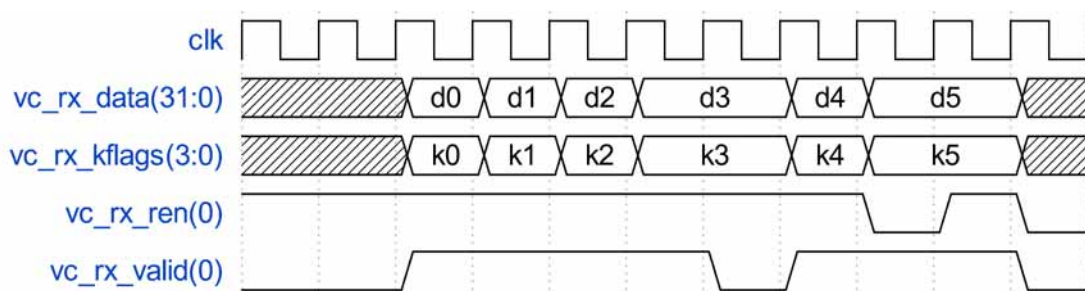 clk
vc_rx_data(31:0) d0 d1 d2 d3 d4 d5
vc_rx_kflags(3:0) k0 k1 k2 k3 k4 k5
vc_rx_ren(0)
vc_rx_valid(0)